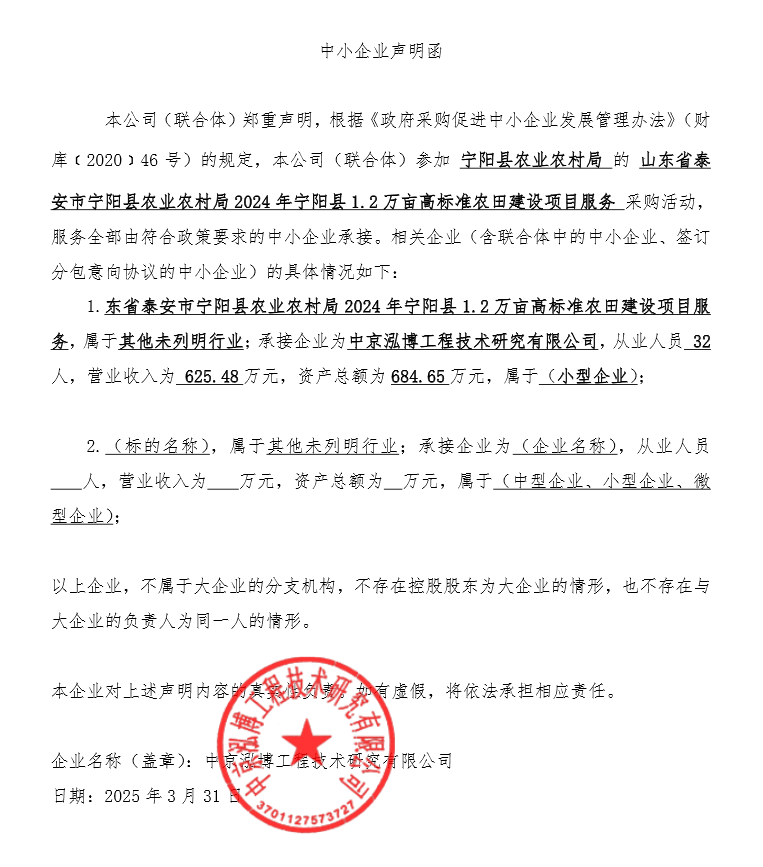 中小企业声明函
本公司（联合体）郑重声明，根据《政府采购促进中小企业发展管理办法》（财
库﹝2020﹞46 号）的规定，本公司（联合体）参加 宁阳县农业农村局 的 山东省泰
安市宁阳县农业农村局 2024 年宁阳县 1.2 万亩高标准农田建设项目服务 采购活动，
服务全部由符合政策要求的中小企业承接。相关企业（含联合体中的中小企业、签订
分包意向协议的中小企业）的具体情况如下：
1.东省泰安市宁阳县农业农村局 2024 年宁阳县 1.2 万亩高标准农田建设项目服
务，属于其他未列明行业；承接企业为中京泓博工程技术研究有限公司，从业人员 32
人，营业收入为 625.48 万元，资产总额为 684.65 万元，属于（小型企业）；
2.（标的名称），属于其他未列明行业；承接企业为（企业名称），从业人员
___人，营业收入为___万元，资产总额为__万元，属于（中型企业、小型企业、微
型企业）；
以上企业，不属于大企业的分支机构，不存在控股股东为大企业的情形，也不存在与
大企业的负责人为同一人的情形。
本企业对上述声明内容的真实性负责。如有虚假，将依法承担相应责任。
企业名称（盖章）：中京泓博工程技术研究有限公司
日期：2025 年 3 月 31 日
中京泓博工程技术研究有限公司
3701127573727